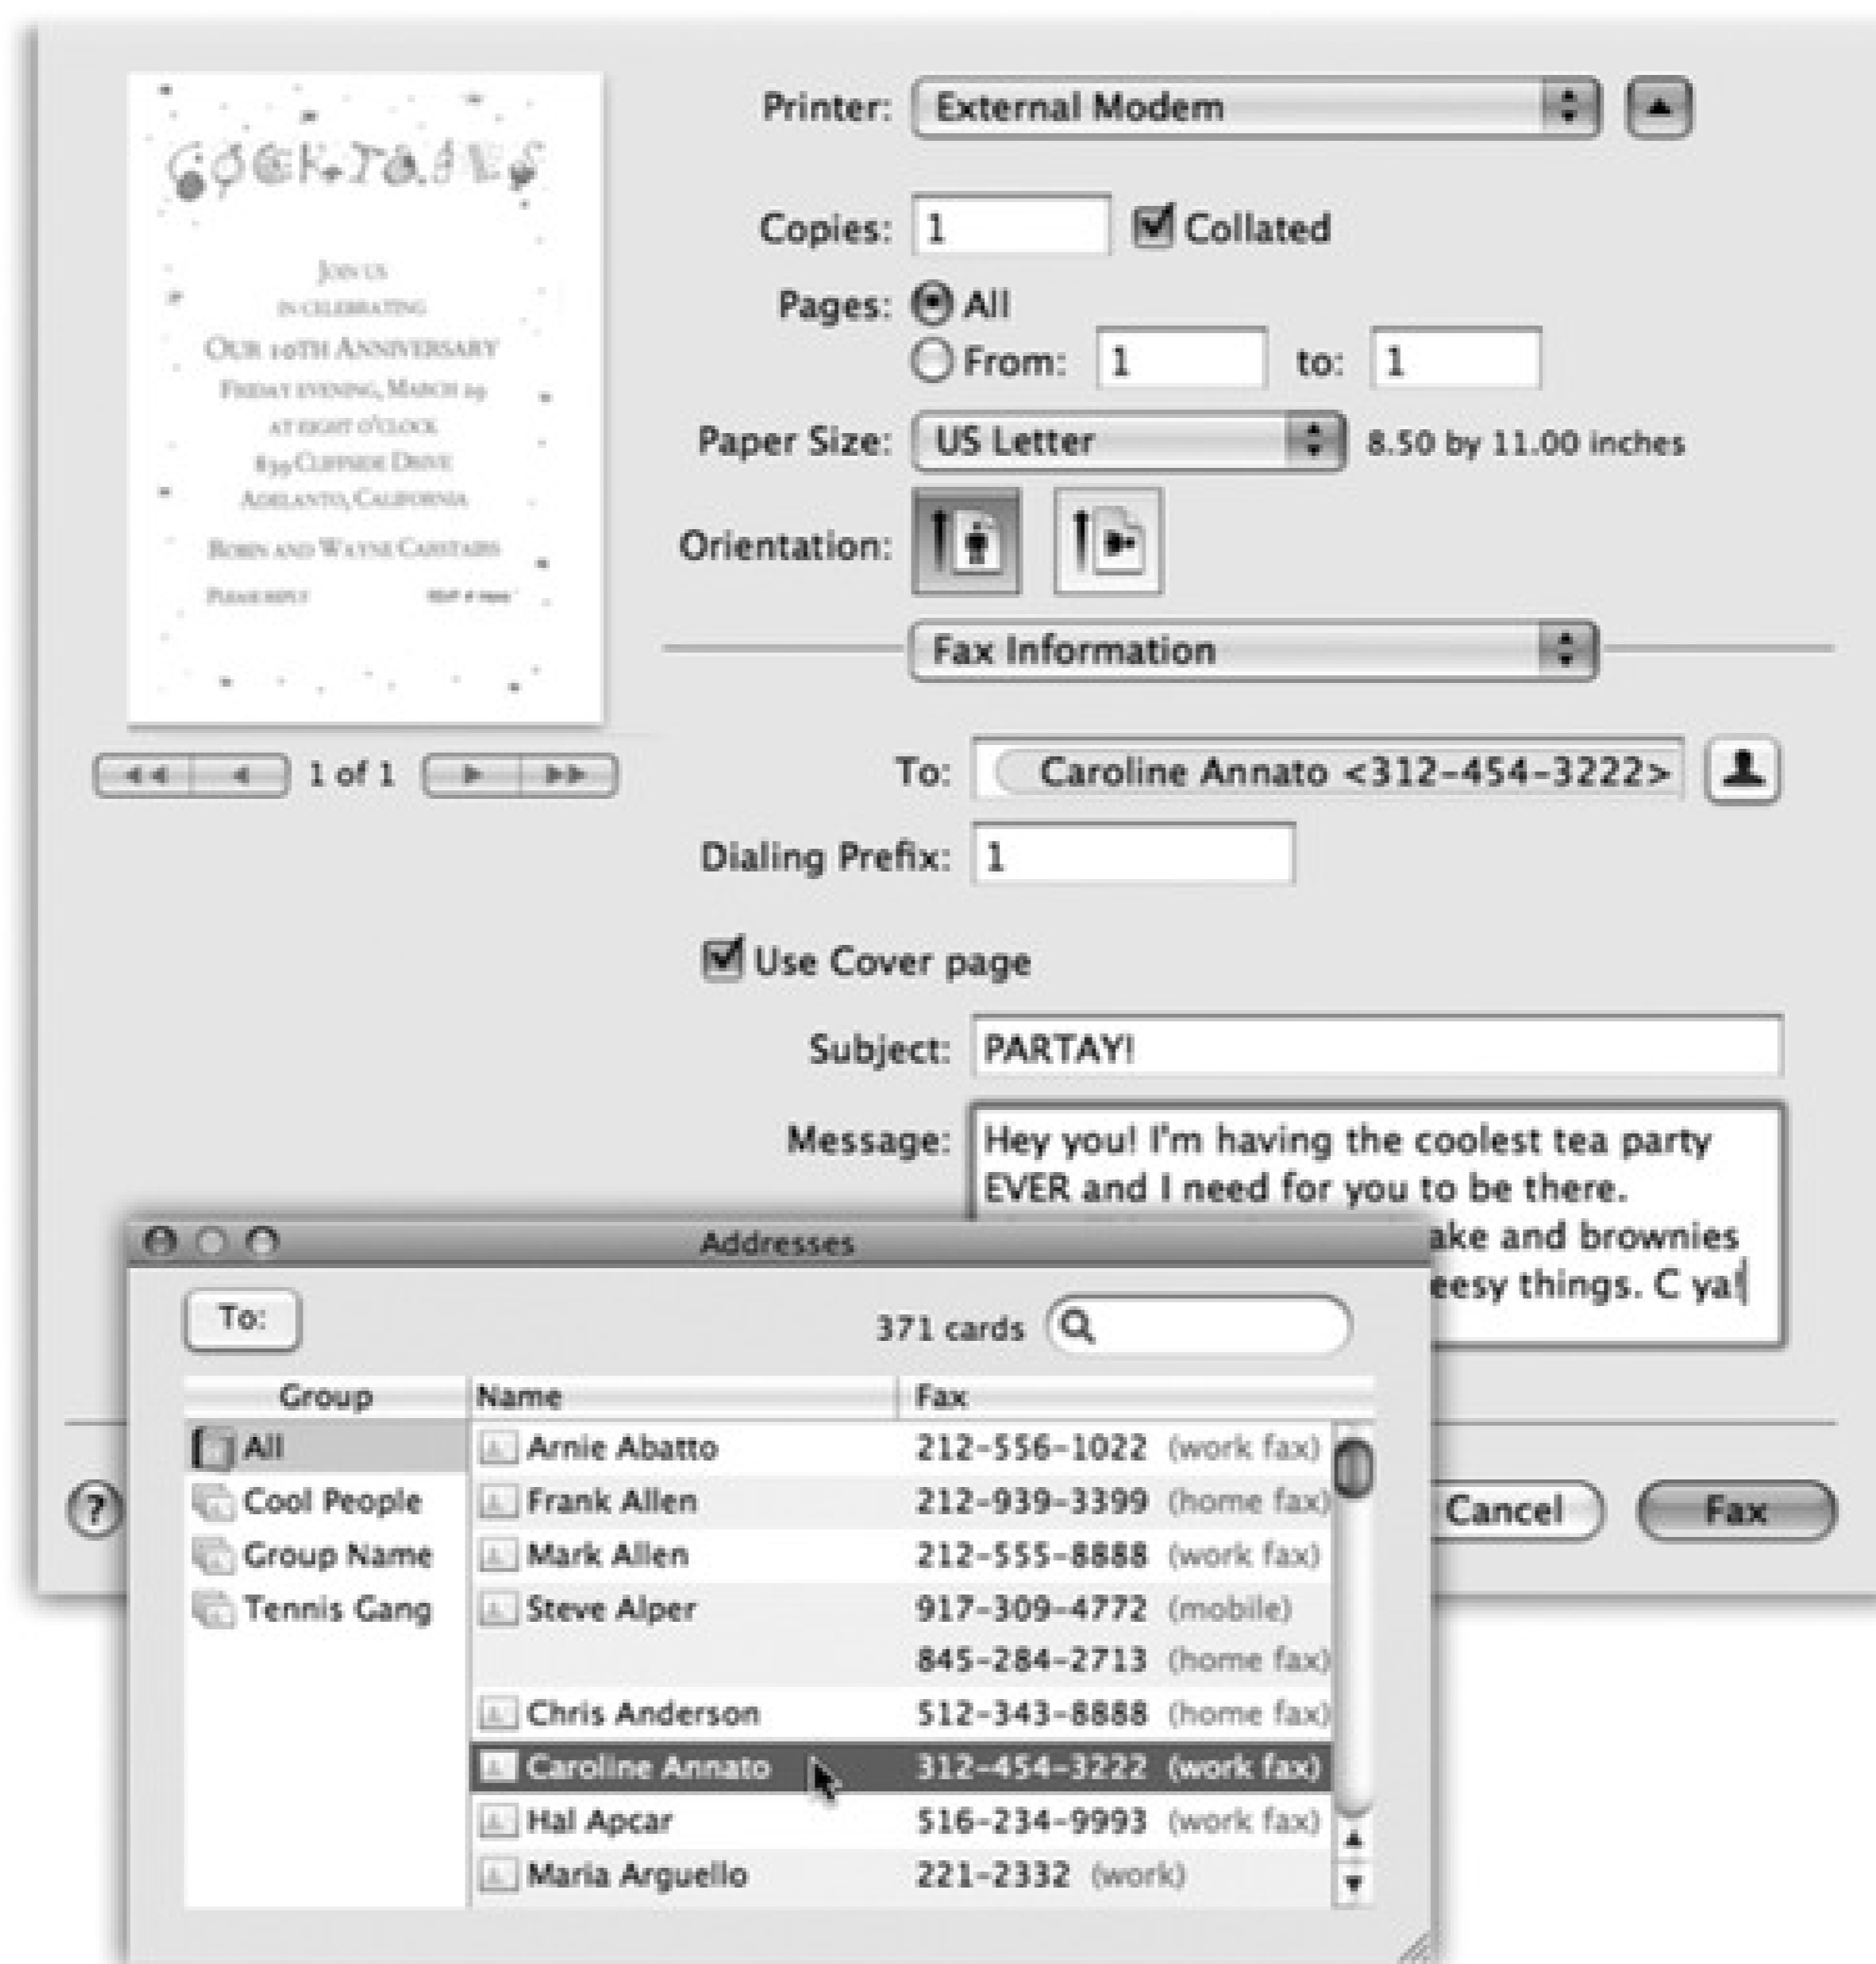 COCKTAILS
JOIN US
IN CELEBRATING
OUR 10TH ANNIVERSARY
FRIDAY EVENING, MARCH 29
AT EIGHT O'CLOCK
839 CLIFFSIDE DRIVE
ADELANTO, CALIFORNIA
ROBIN AND WAYNE CARSTAIRS
PLEASE REPLY
1 of 1
Printer: External Modem
Copies: 1 Collated
Pages: All
From: 1 to: 1
Paper Size: US Letter 8.50 by 11.00 inches
Orientation:
Fax Information
To: Caroline Annato <312-454-3222>
Dialing Prefix: 1
Use Cover page
Subject: PARTAY!
Message: Hey you! I'm having the coolest tea party
EVER and I need for you to be there.
ake and brownies
eesy things. C ya!
? Cancel Fax
Addresses
To: 371 cards
Group Name Fax
All
Cool People
Group Name
Tennis Gang
Arnie Abatto 212-556-1022 (work fax)
Frank Allen 212-939-3399 (home fax)
Mark Allen 212-555-8888 (work fax)
Steve Alper 917-309-4772 (mobile)
845-284-2713 (home fax)
Chris Anderson 512-343-8888 (home fax)
Caroline Annato 312-454-3222 (work fax)
Hal Apcar 516-234-9993 (work fax)
Maria Arguello 221-2332 (work)